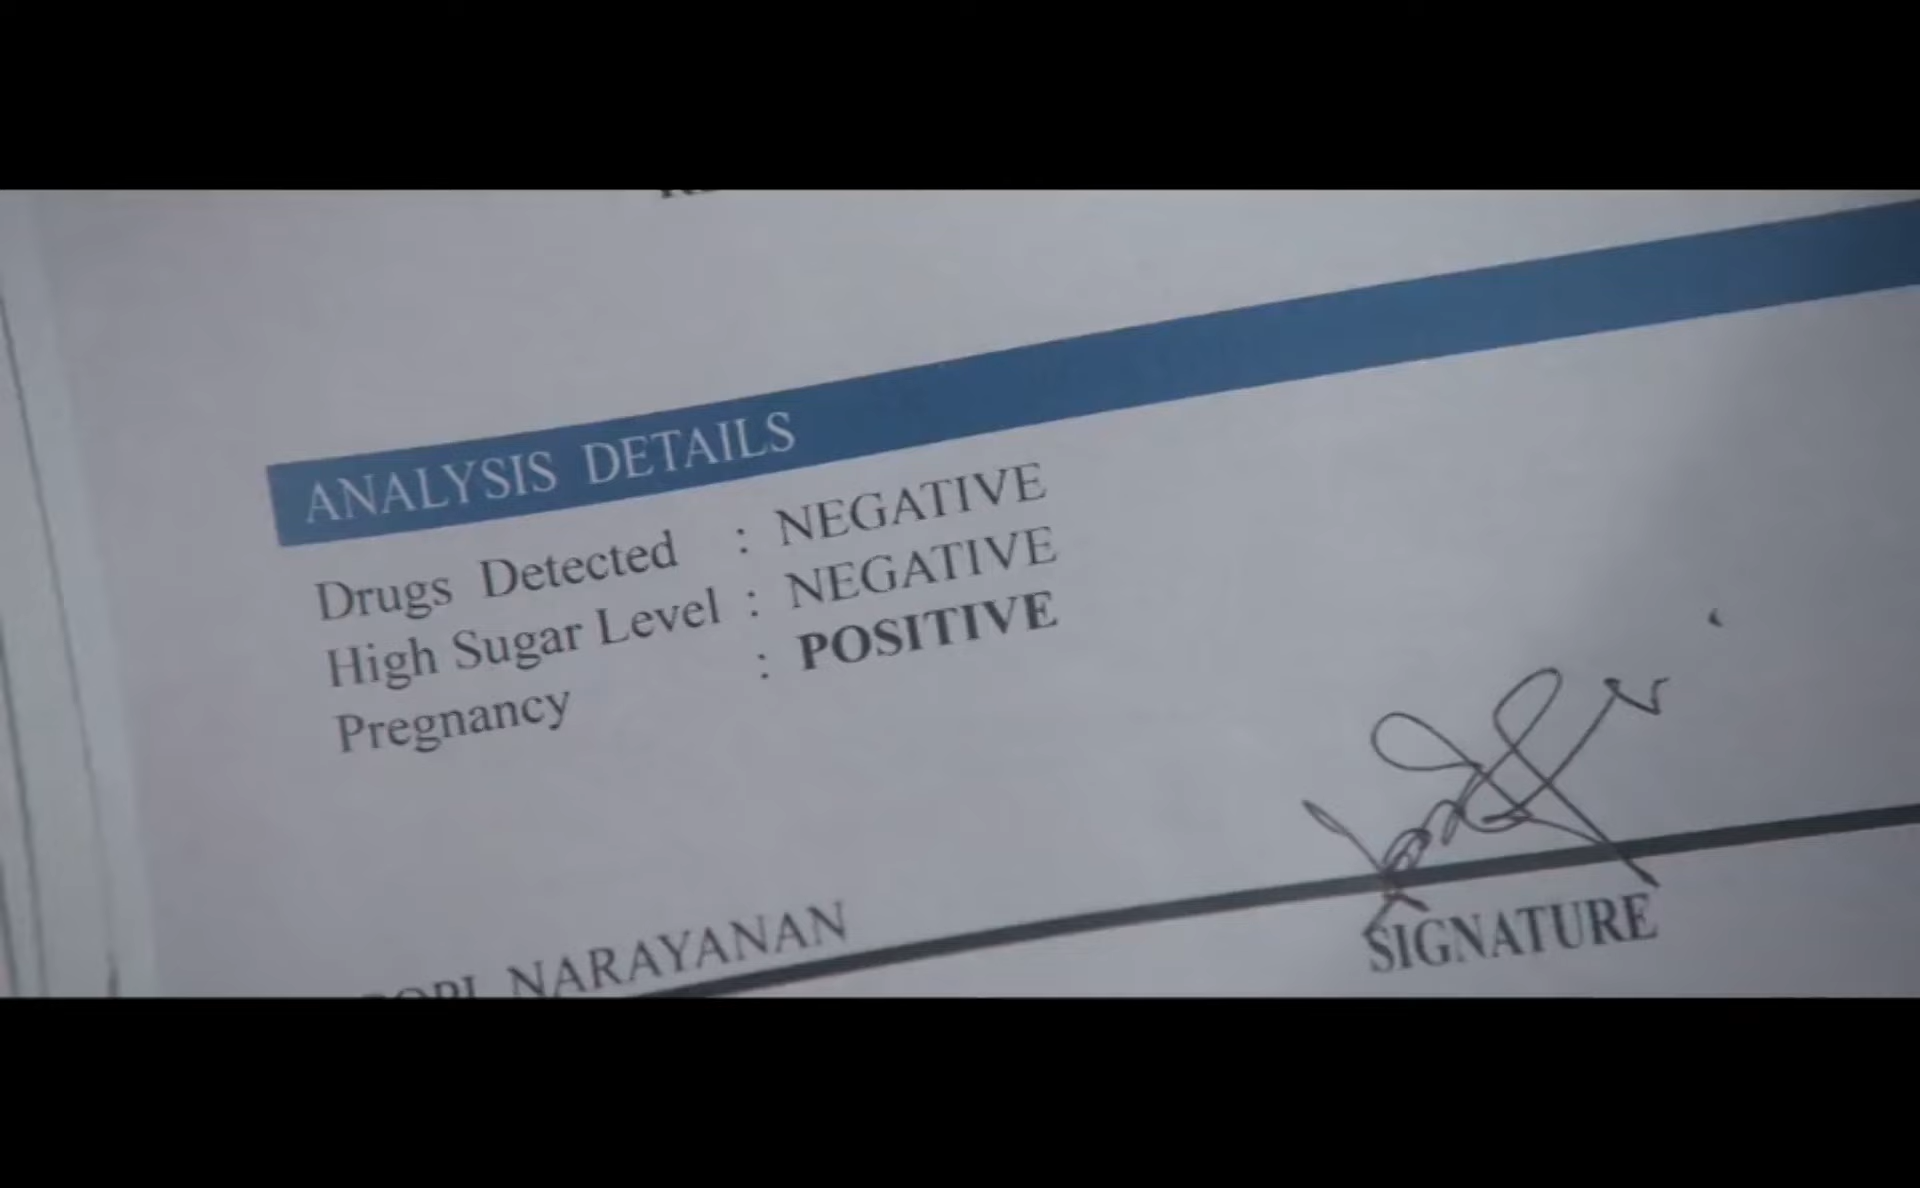 ANALYSIS DETAILS
Drugs Detected : NEGATIVE
High Sugar Level : NEGATIVE
Pregnancy : POSITIVE
NARAYANAN
SIGNATURE